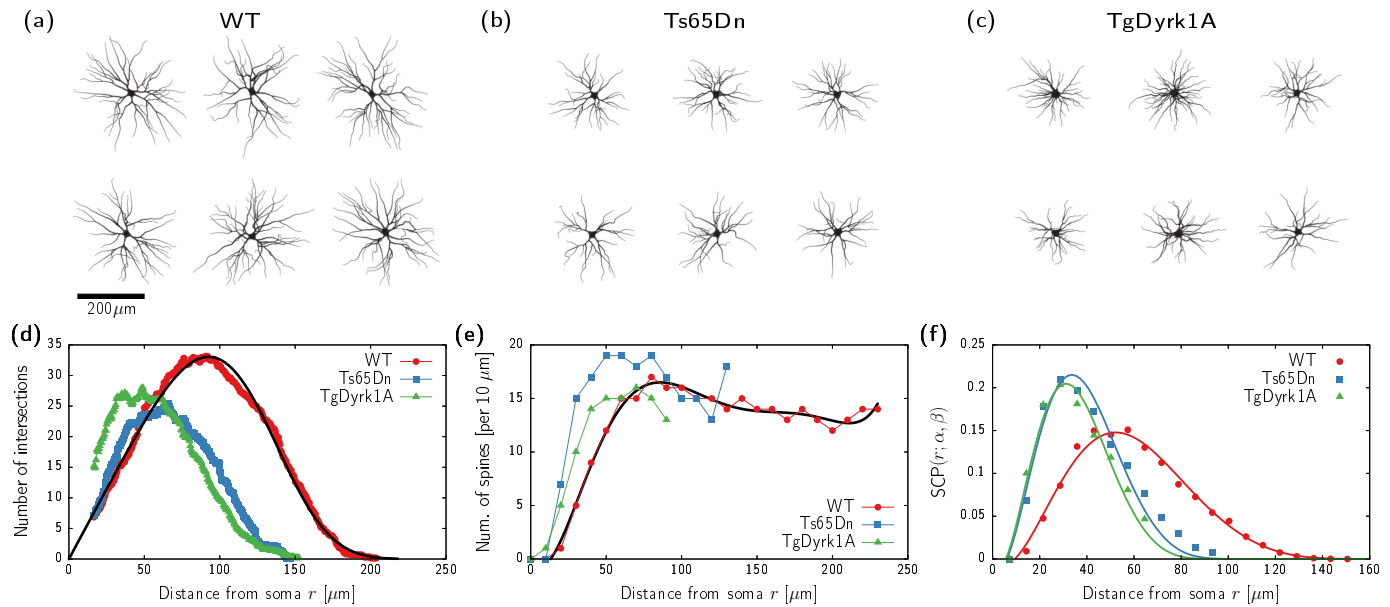 (a) WT (b) Ts65Dn (c) TgDyrk1A
200μm
(d)
Number of intersections
35
30
25
20
15
10
5
0
0 50 100 150 200 250
Distance from soma r [μm]
WT
Ts65Dn
TgDyrk1A
(e)
Num. of spines [per 10 μm]
20
15
10
5
0
0 50 100 150 200 250
Distance from soma r [μm]
WT
Ts65Dn
TgDyrk1A
(f)
SCP(r; α, β)
0.25
0.2
0.15
0.1
0.05
0
0 20 40 60 80 100 120 140 160
Distance from soma r [μm]
WT
Ts65Dn
TgDyrk1A